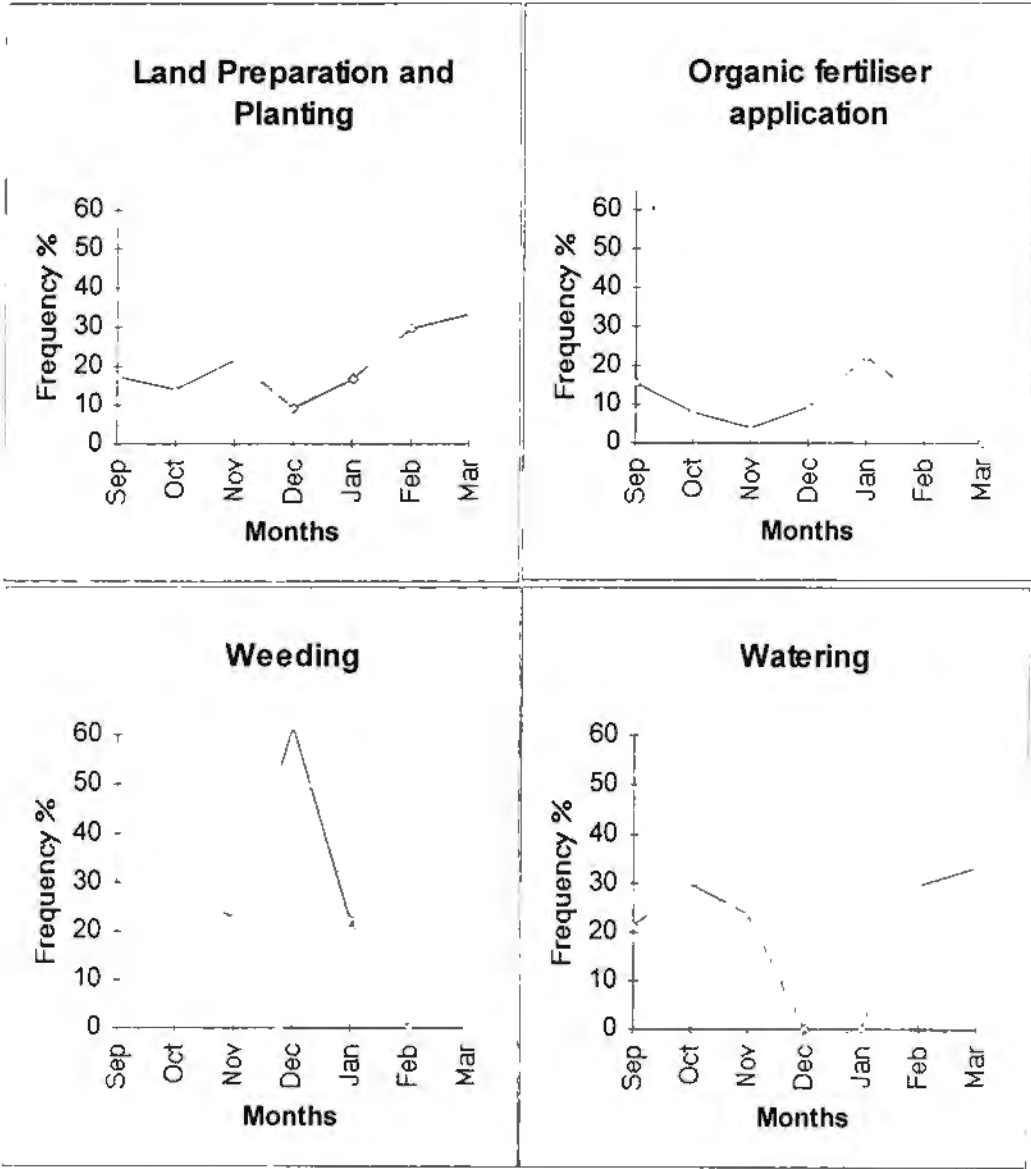 Land Preparation and
Planting
Frequency %
60
50
40
30
20
10
0
Sep
Oct
Nov
Dec
Jan
Feb
Mar
Months
Organic fertiliser
application
Frequency %
60
50
40
30
20
10
0
Sep
Oct
Nov
Dec
Jan
Feb
Mar
Months
Weeding
Frequency %
60
50
40
30
20
10
0
Sep
Oct
Nov
Dec
Jan
Feb
Mar
Months
Watering
Frequency %
60
50
40
30
20
10
0
Sep
Oct
Nov
Dec
Jan
Feb
Mar
Months